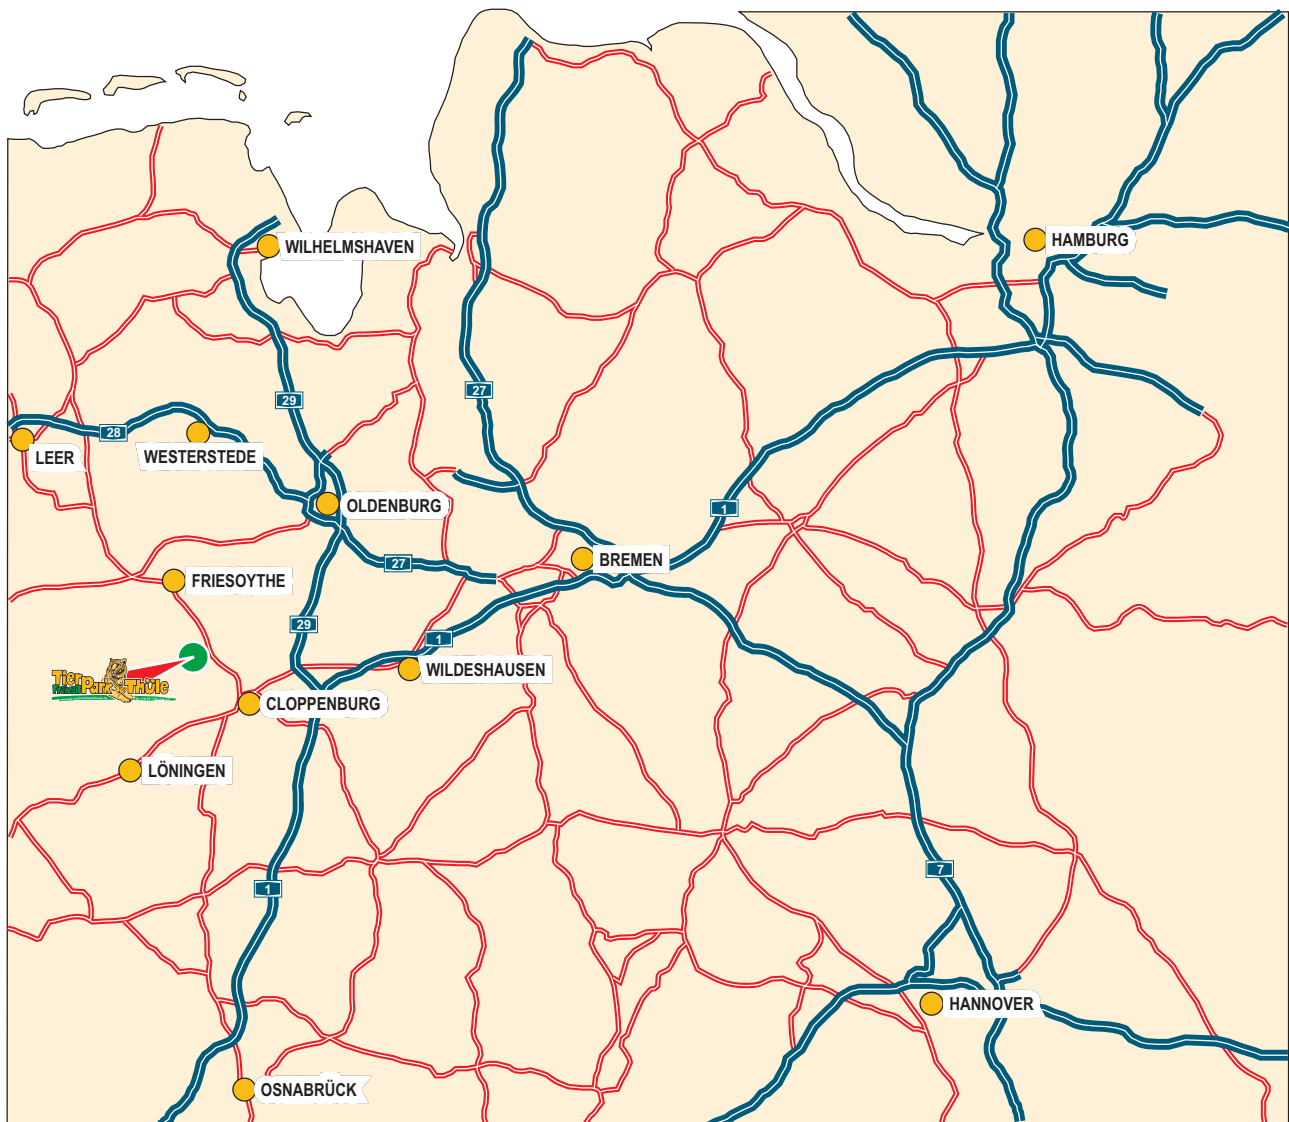 WILHELMSHAVEN
HAMBURG
27
29
28
WESTERSTEDE
LEER
1
OLDENBURG
27
BREMEN
FRIESOYTHE
29
1
WILDESHAUSEN
Tier
Park
Thüle
CLOPPENBURG
LÖNINGEN
7
1
HANNOVER
OSNABRÜCK